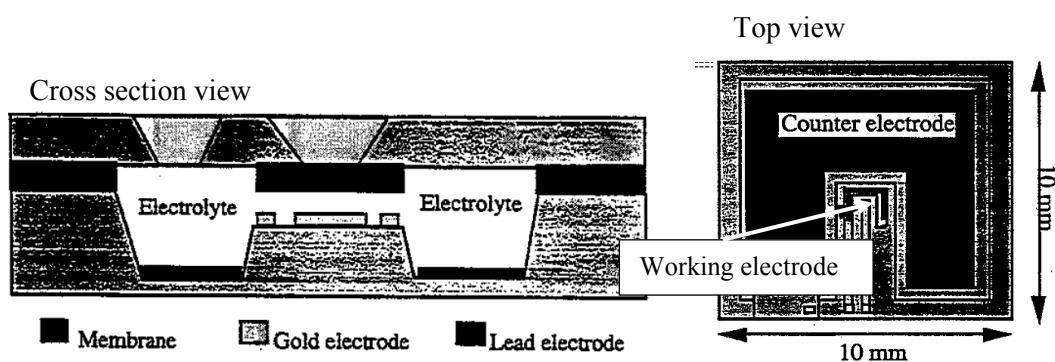 Top view
Cross section view
Counter electrode
Electrolyte
Electrolyte
10 mm
Working electrode
Membrane
Gold electrode
Lead electrode
10 mm